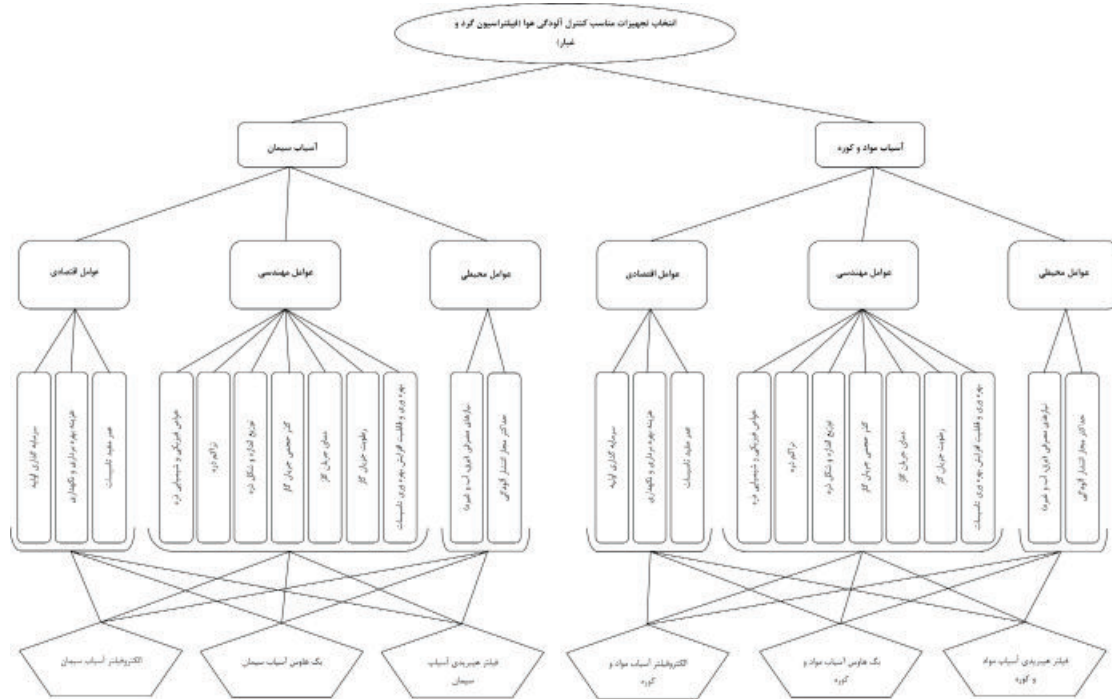 انتخاب تجهیزات مناسب کنترل آلودگی هوا (فیلتراسیون گرد و
غبار)
آسیاب مواد و کوره
آسیاب سیمان
عوامل محیطی
عوامل مهندسی
عوامل اقتصادی
عوامل محیطی
عوامل مهندسی
عوامل اقتصادی
حداکثر مجاز انتشار آلودگی
نیازهای مصرفی (برق، آب و غیره)
بهره وری و قابلیت افزایش بهره وری تاسیسات
رطوبت جریان گاز
دمای جریان گاز
گذر حجمی جریان گاز
توزیع اندازه و شکل ذره
تراکم ذره
خواص فیزیکی و شیمیایی ذره
عمر مفید تاسیسات
هزینه بهره برداری و نگهداری
سرمایه گذاری اولیه
حداکثر مجاز انتشار آلودگی
نیازهای مصرفی (برق، آب و غیره)
بهره وری و قابلیت افزایش بهره وری تاسیسات
رطوبت جریان گاز
دمای جریان گاز
گذر حجمی جریان گاز
توزیع اندازه و شکل ذره
تراکم ذره
خواص فیزیکی و شیمیایی ذره
عمر مفید تاسیسات
هزینه بهره برداری و نگهداری
سرمایه گذاری اولیه
فیلتر هیبریدی آسیاب مواد
و کوره
بگ هاوس آسیاب مواد و
کوره
الکتروفیلتر آسیاب مواد و
کوره
فیلتر هیبریدی آسیاب
سیمان
بگ هاوس آسیاب سیمان
الکتروفیلتر آسیاب سیمان